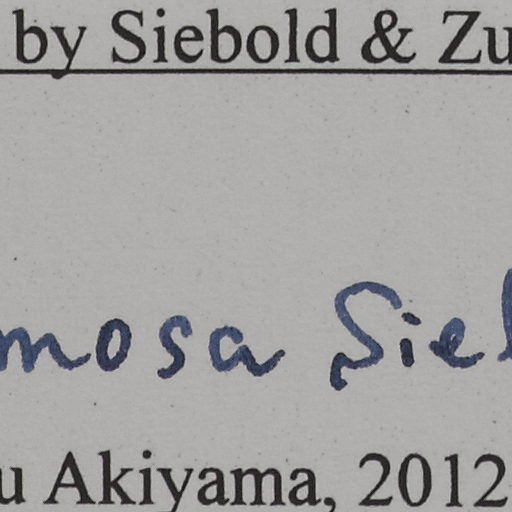 by Siebold & Zu
mosa Siel
u Akiyama, 2012